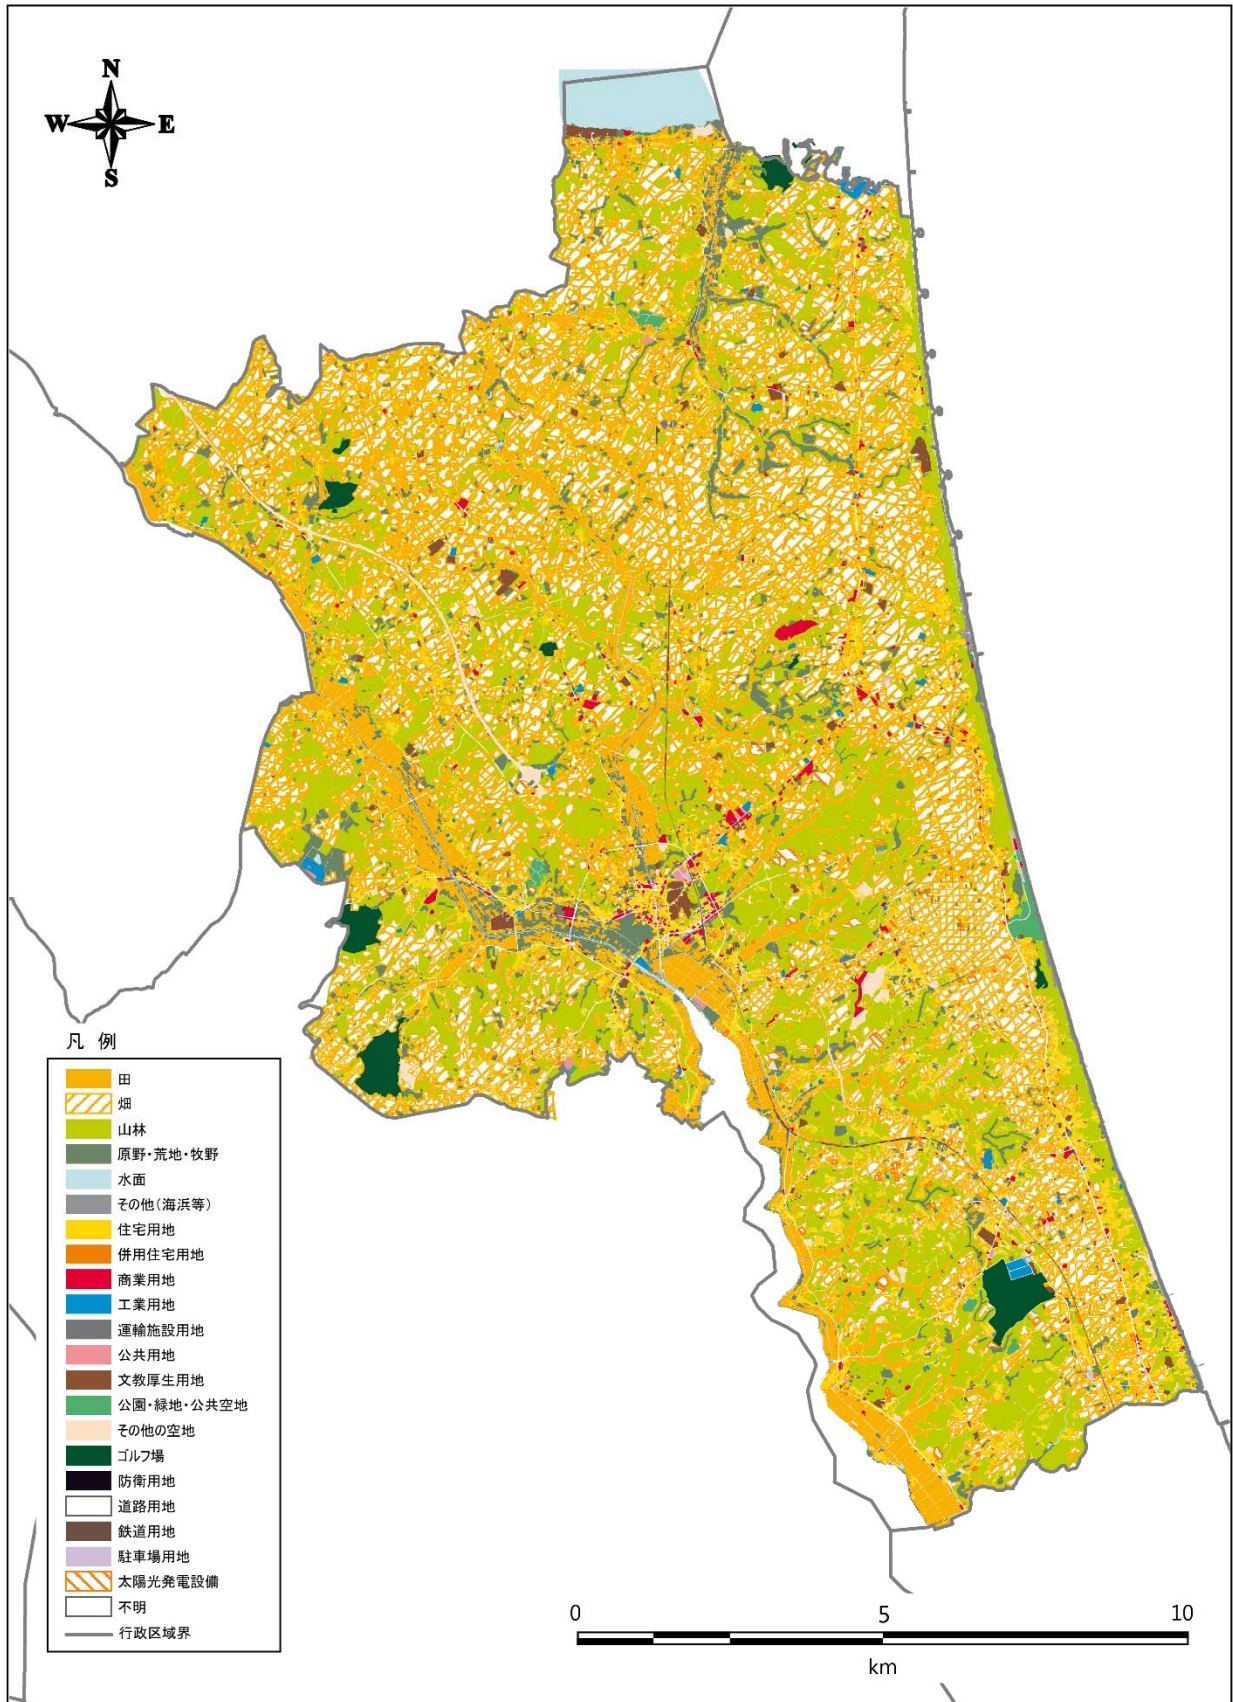 N
W E
S
凡 例
田
畑
山林
原野・荒地・牧野
水面
その他(海浜等)
住宅用地
併用住宅用地
商業用地
工業用地
運輸施設用地
公共用地
文教厚生用地
公園・緑地・公共空地
その他の空地
ゴルフ場
防衛用地
道路用地
鉄道用地
駐車場用地
太陽光発電設備
不明
行政区域界
0 5 10
km